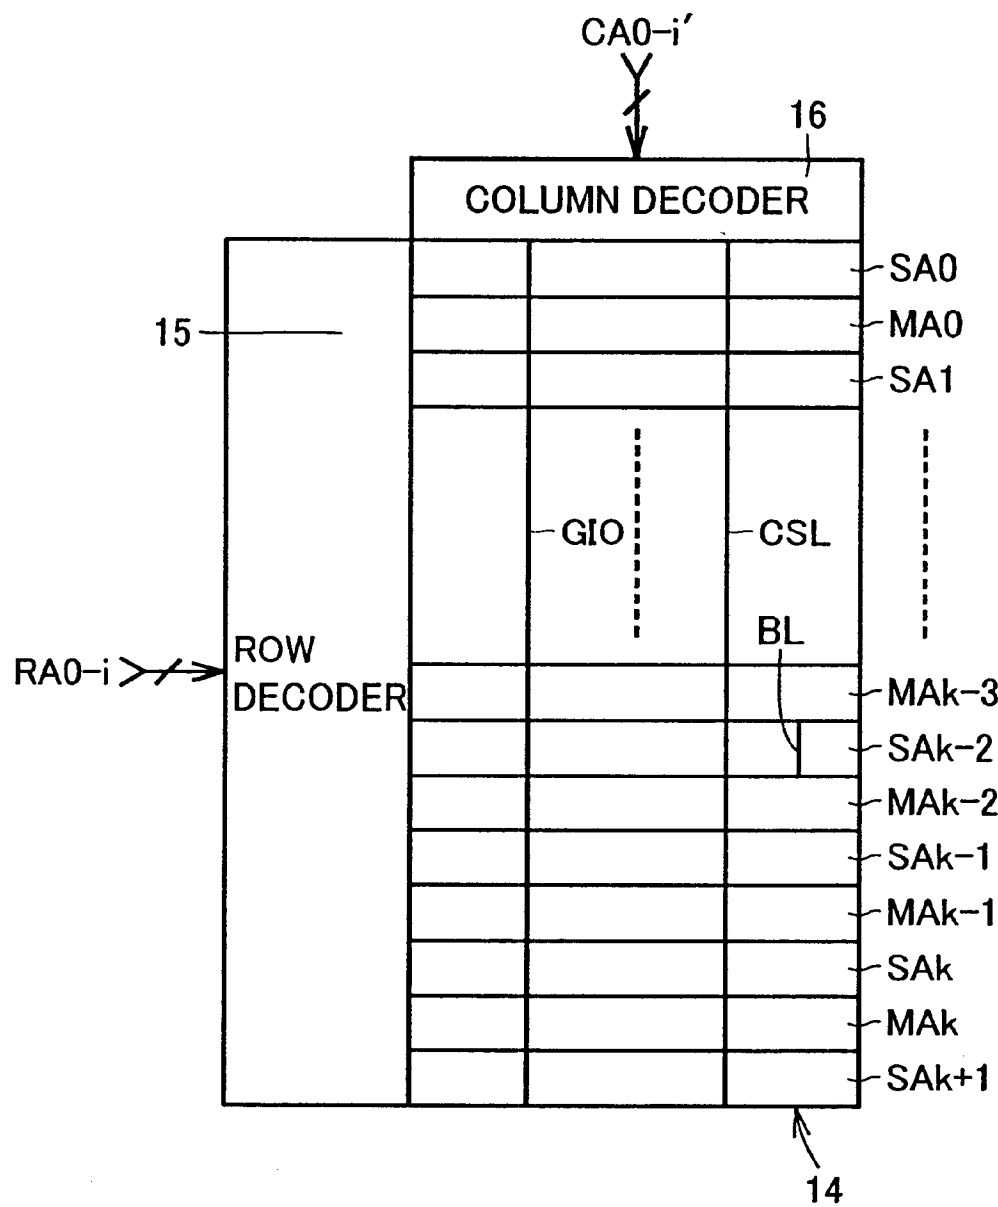 CA0-i′
16
COLUMN DECODER
SA0
15
MA0
SA1
GIO
CSL
BL
RA0-i
ROW
DECODER
MAk-3
SAk-2
MAk-2
SAk-1
MAk-1
SAk
MAk
SAk+1
14